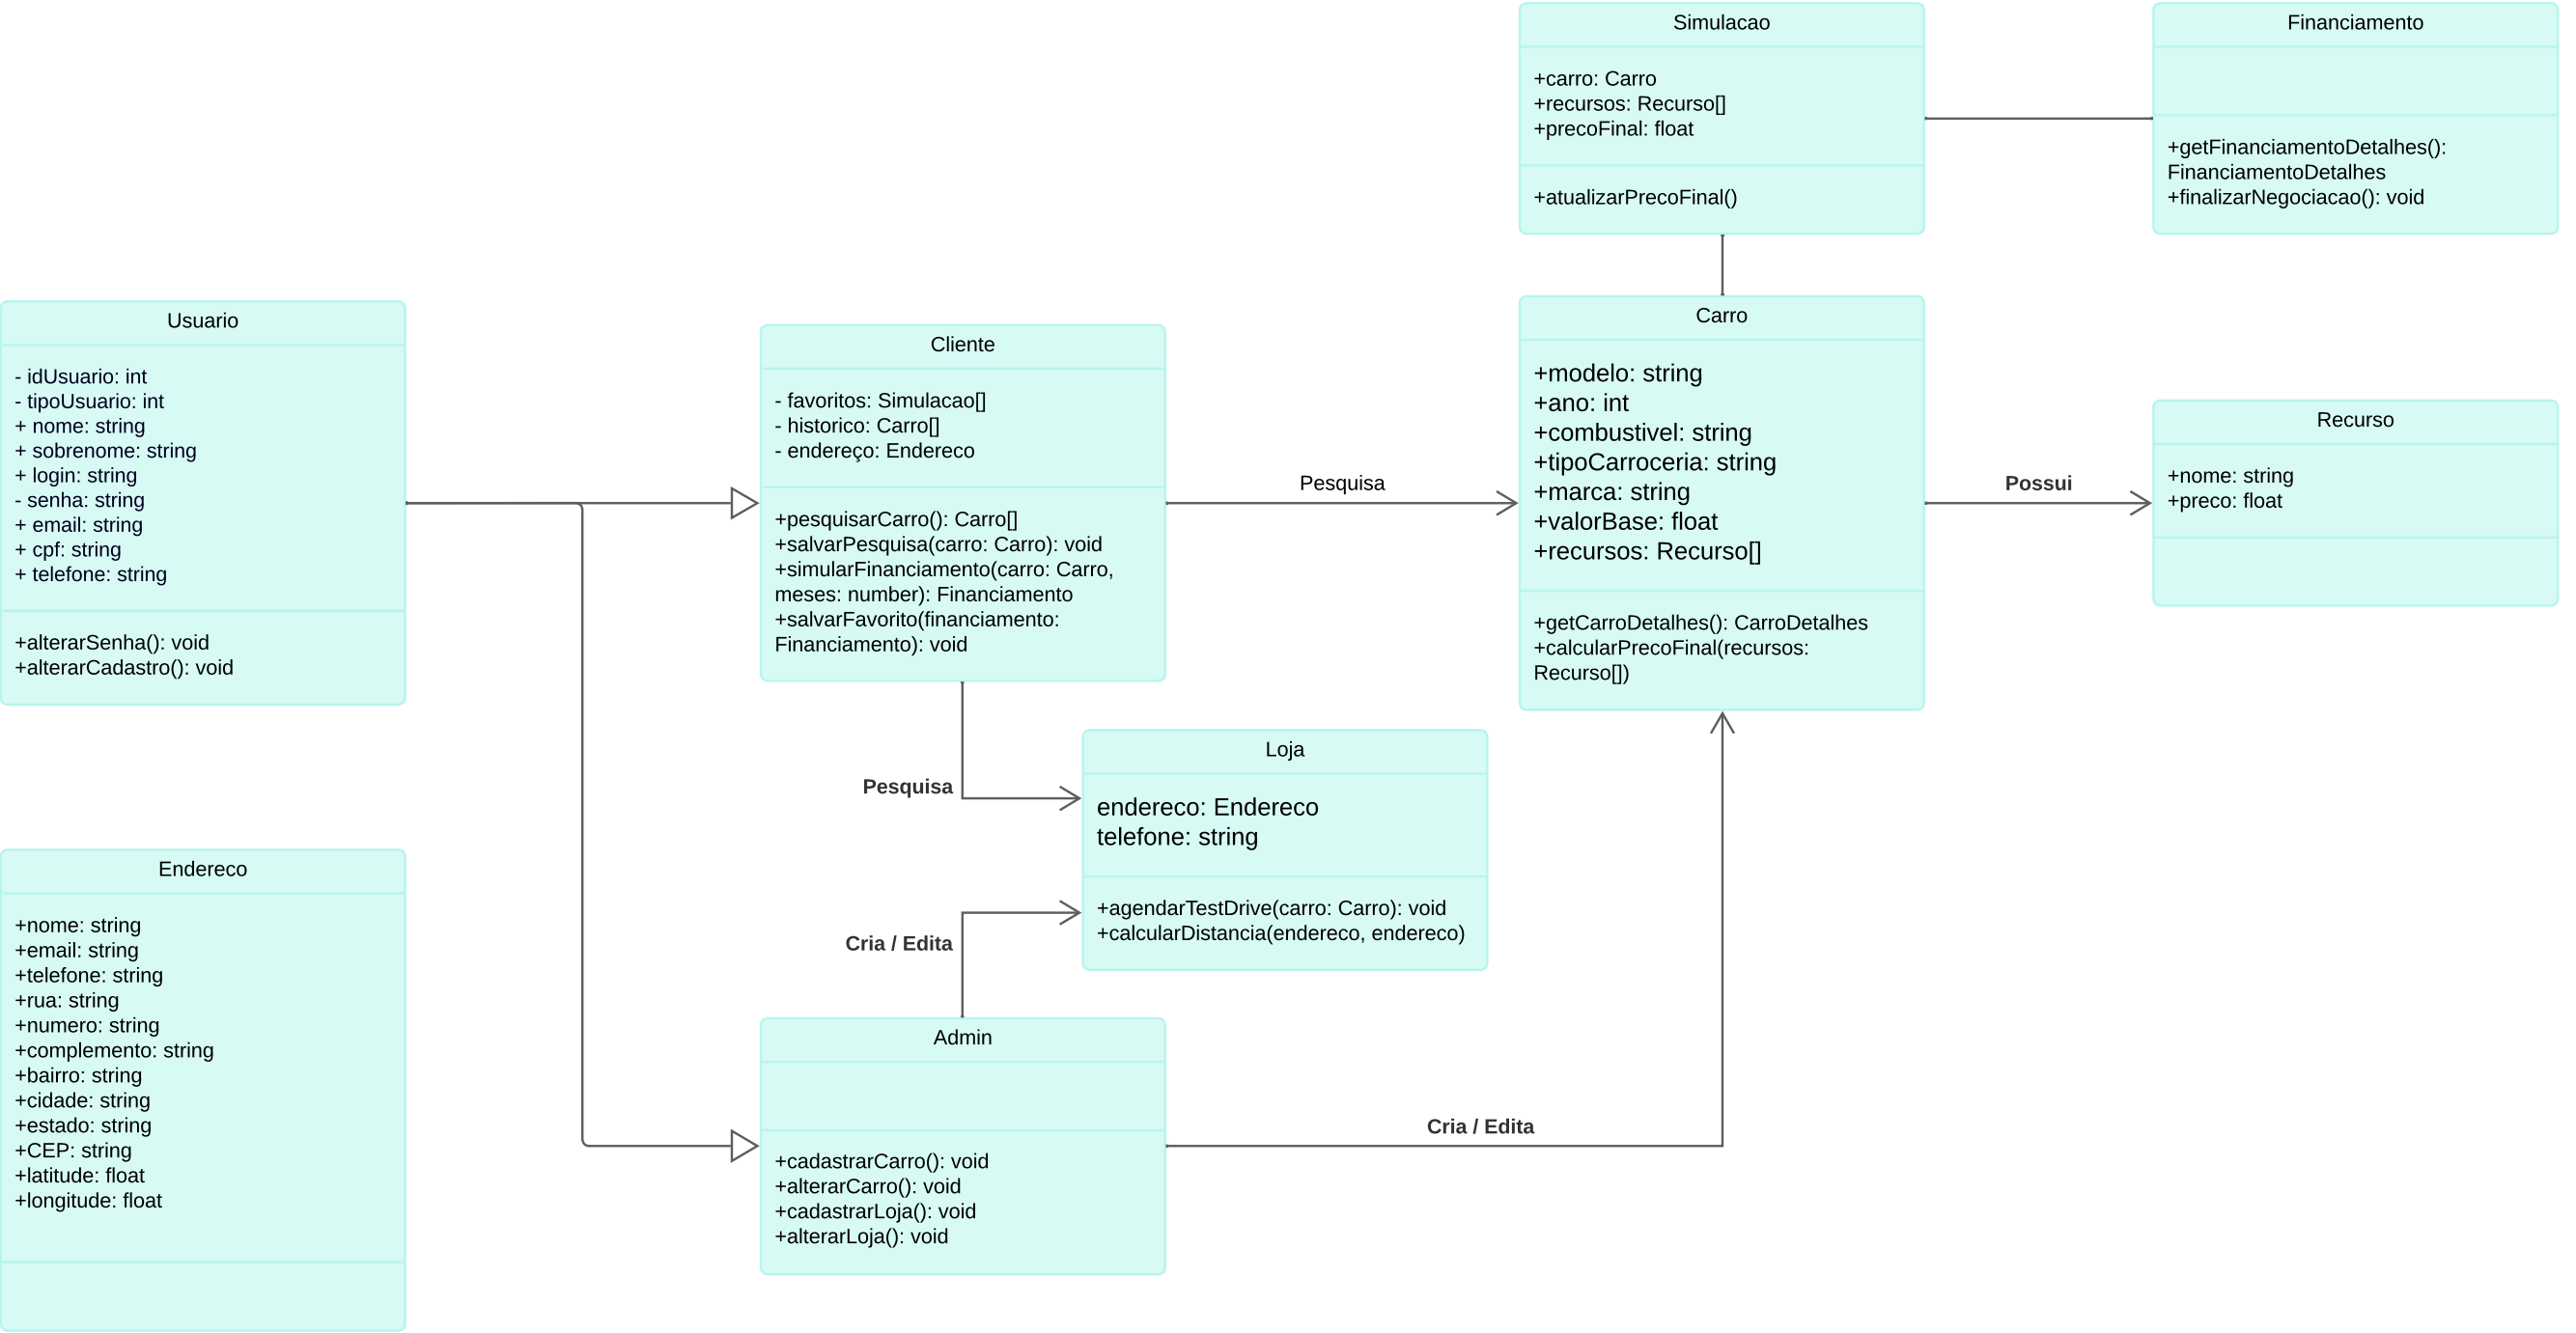 Simulacao
+carro: Carro
+recursos: Recurso[]
+precoFinal: float
+atualizarPrecoFinal()
Financiamento
+getFinanciamentoDetalhes():
FinanciamentoDetalhes
+finalizarNegociacao(): void
Usuario
- idUsuario: int
- tipoUsuario: int
+ nome: string
+ sobrenome: string
+ login: string
- senha: string
+ email: string
+ cpf: string
+ telefone: string
+alterarSenha(): void
+alterarCadastro(): void
Cliente
- favoritos: Simulacao[]
- historico: Carro[]
- endereço: Endereco
+pesquisarCarro(): Carro[]
+salvarPesquisa(carro: Carro): void
+simularFinanciamento(carro: Carro,
meses: number): Financiamento
+salvarFavorito(financiamento:
Financiamento): void
Pesquisa
Carro
+modelo: string
+ano: int
+combustivel: string
+tipoCarroceria: string
+marca: string
+valorBase: float
+recursos: Recurso[]
+getCarroDetalhes(): CarroDetalhes
+calcularPrecoFinal(recursos:
Recurso[])
Possui
Recurso
+nome: string
+preco: float
Pesquisa
Loja
endereco: Endereco
telefone: string
+agendarTestDrive(carro: Carro): void
+calcularDistancia(endereco, endereco)
Cria / Edita
Endereco
+nome: string
+email: string
+telefone: string
+rua: string
+numero: string
+complemento: string
+bairro: string
+cidade: string
+estado: string
+CEP: string
+latitude: float
+longitude: float
Admin
+cadastrarCarro(): void
+alterarCarro(): void
+cadastrarLoja(): void
+alterarLoja(): void
Cria / Edita